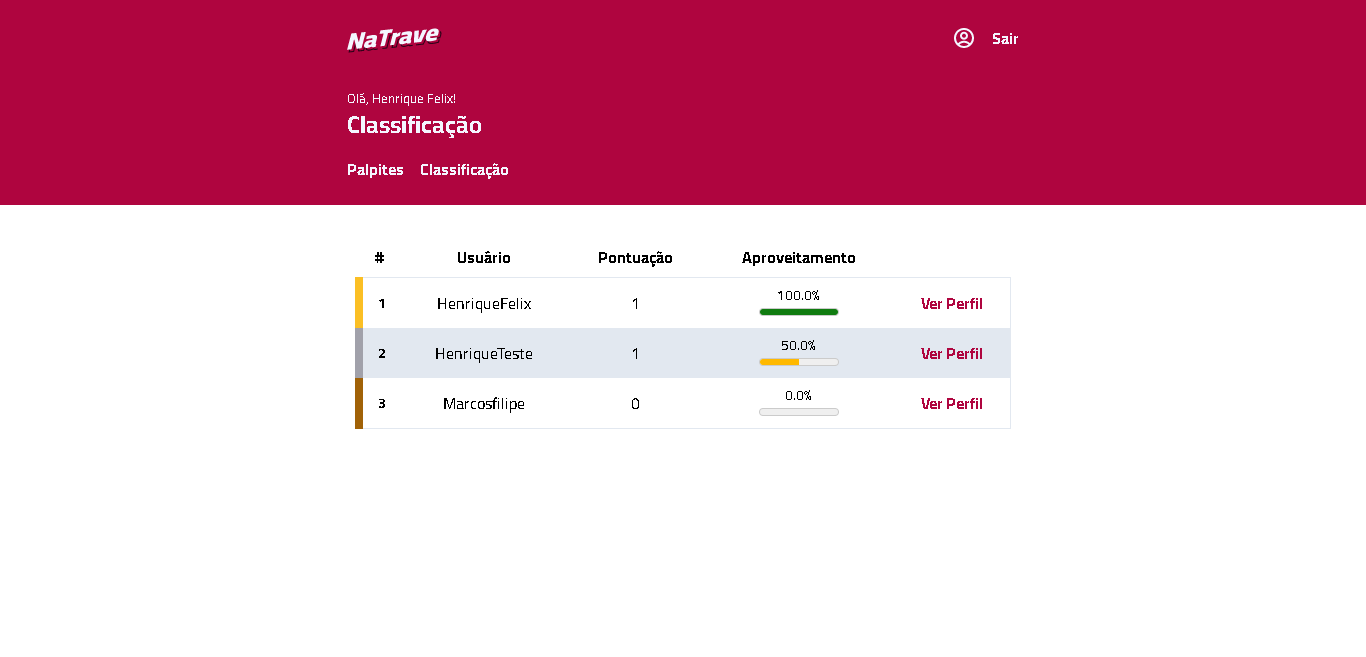 NaTrave
Sair
Olá, Henrique Felix!
Classificação
Palpites Classificação
# Usuário Pontuação Aproveitamento
1 HenriqueFelix 1 100.0% Ver Perfil
2 HenriqueTeste 1 50.0% Ver Perfil
3 Marcosfilipe 0 0.0% Ver Perfil